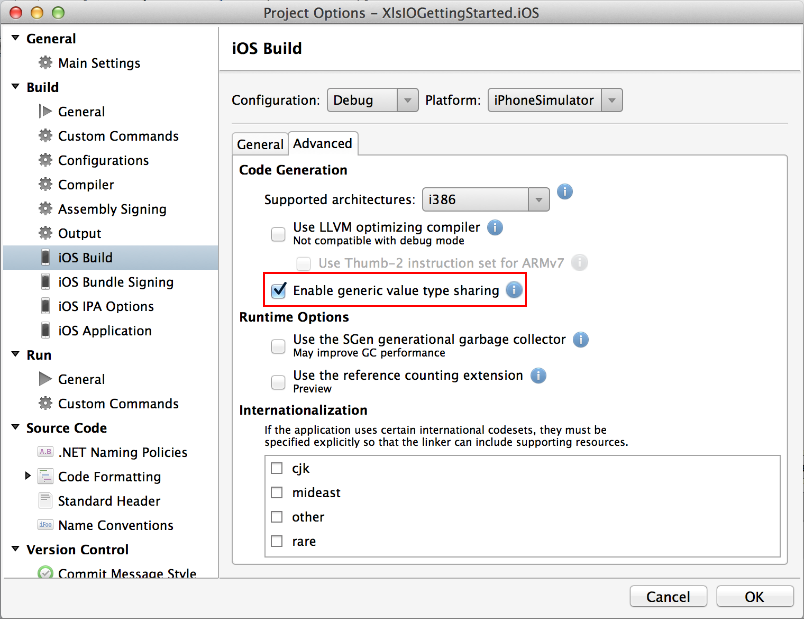 Project Options – XlsIOGettingStarted.iOS
General
Main Settings
Build
General
Custom Commands
Configurations
Compiler
Assembly Signing
Output
iOS Build
iOS Bundle Signing
iOS IPA Options
iOS Application
Run
General
Custom Commands
Source Code
A.B .NET Naming Policies
Code Formatting
Standard Header
iFoo Name Conventions
Version Control
Commit Message Style
iOS Build
Configuration: Debug Platform: iPhoneSimulator
General Advanced
Code Generation
Supported architectures: i386 i
Use LLVM optimizing compiler i
Not compatible with debug mode
Use Thumb-2 instruction set for ARMv7 i
Enable generic value type sharing i
Runtime Options
Use the SGen generational garbage collector i
May improve GC performance
Use the reference counting extension i
Preview
Internationalization
If the application uses certain international codesets, they must be
specified explicitly so that the linker can include supporting resources.
cjk
mideast
other
rare
Cancel OK